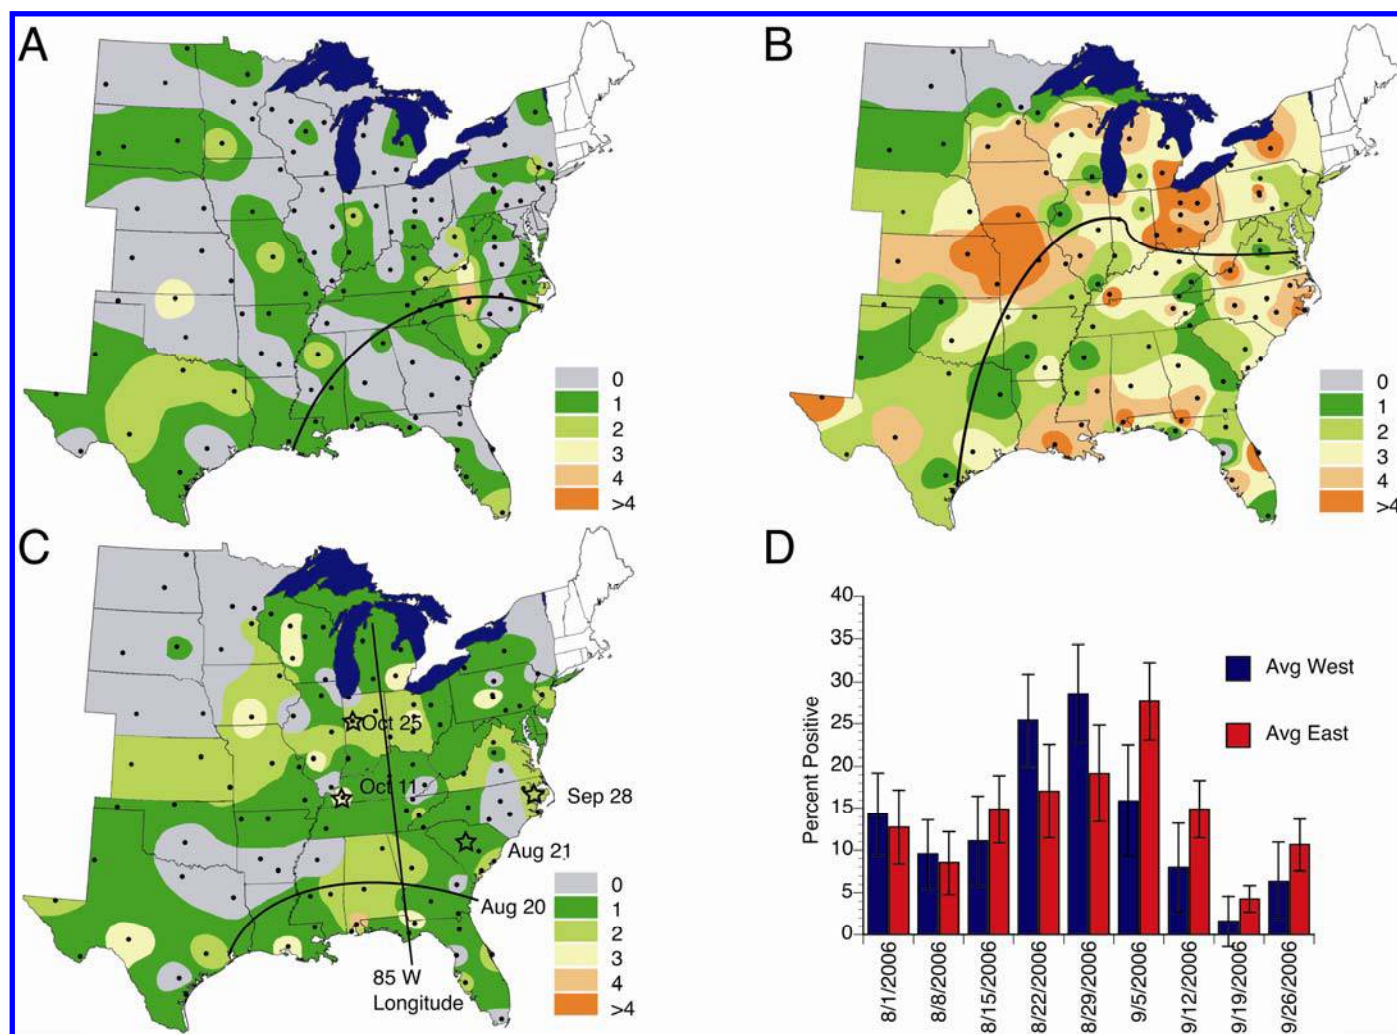 A
0
1
2
3
4
>4
B
0
1
2
3
4
>4
C
Oct 25
Oct 11
Sep 28
Aug 21
Aug 20
85 W
Longitude
0
1
2
3
4
>4
D
40
35
30
25
20
15
10
5
0
Percent Positive
Avg West
Avg East
8/1/2006
8/8/2006
8/15/2006
8/22/2006
8/29/2006
9/5/2006
9/12/2006
9/19/2006
9/26/2006